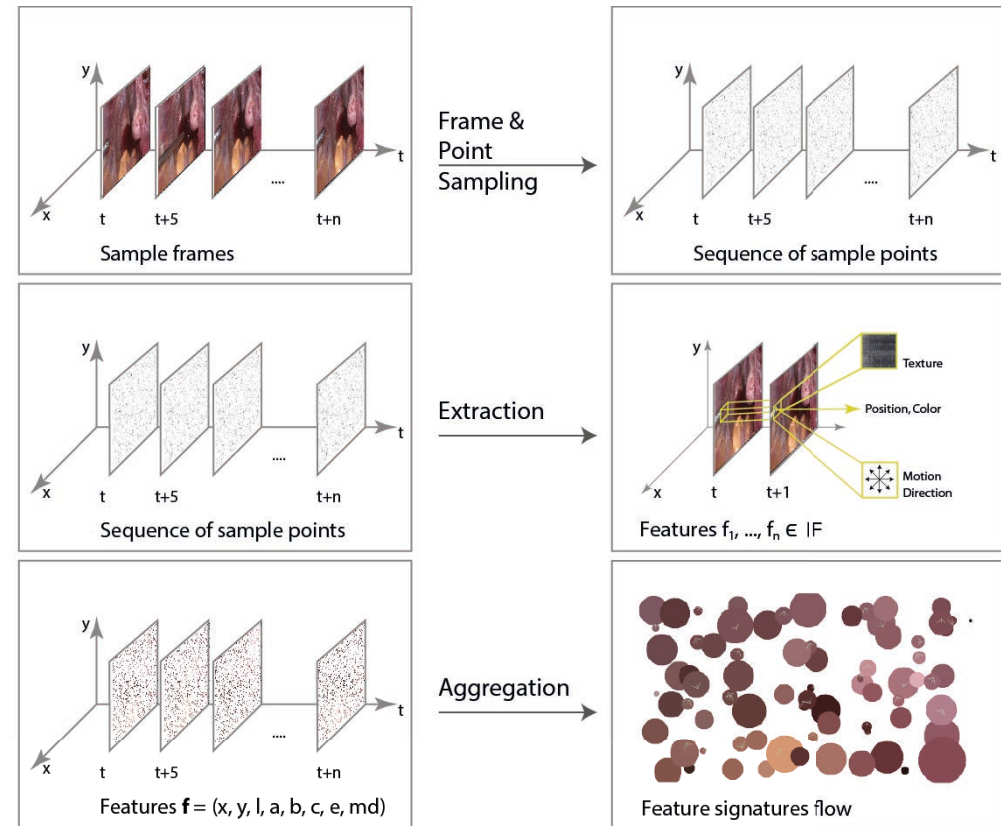 y
t
x
t
t+5
....
t+n
Sample frames
Frame &
Point
Sampling
y
t
x
t
t+5
....
t+n
Sequence of sample points
y
t
x
t
t+5
....
t+n
Sequence of sample points
Extraction
y
x
t
t+1
Texture
Position, Color
Motion
Direction
Features f₁, ..., fₙ ∈ IF
y
t
x
t
t+5
....
t+n
Features f = (x, y, l, a, b, c, e, md)
Aggregation
Feature signatures flow